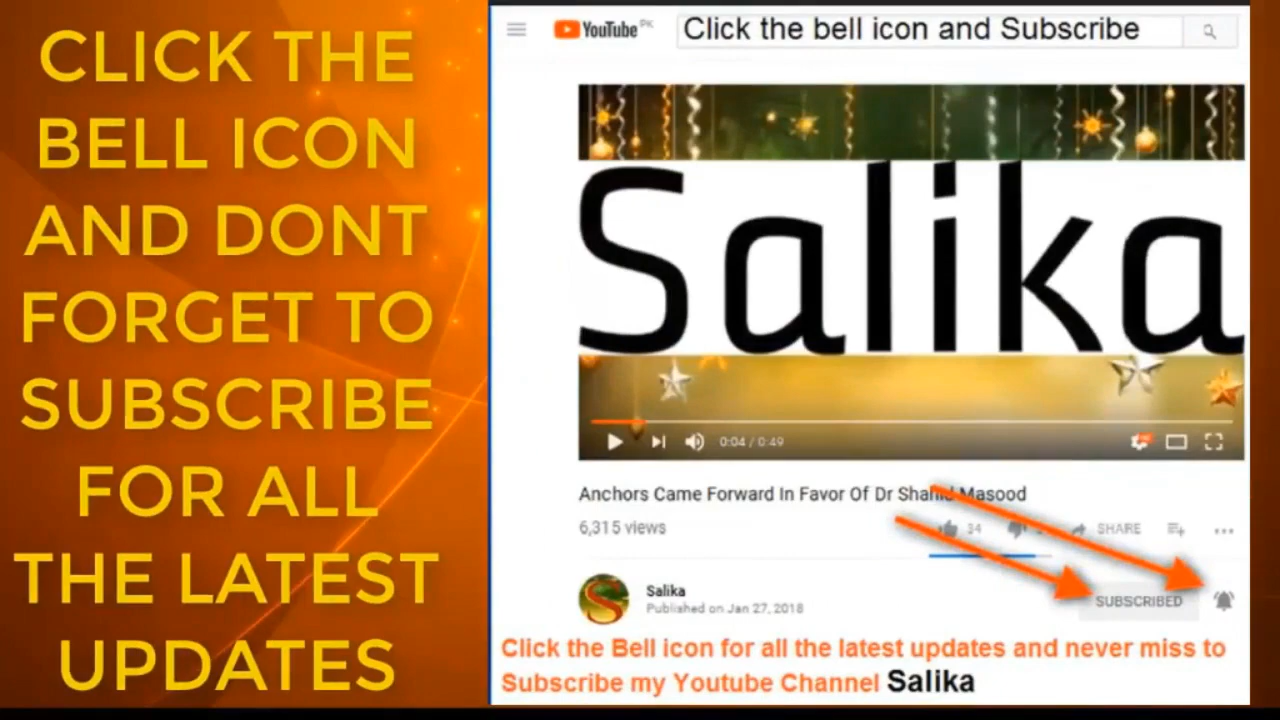 CLICK THE
BELL ICON
AND DONT
FORGET TO
SUBSCRIBE
FOR ALL
THE LATEST
UPDATES
YouTube PK
Click the bell icon and Subscribe
Salika
0:04 / 0:49
Anchors Came Forward In Favor Of Dr Shahid Masood
6,315 views
34
SHARE
Salika
Published on Jan 27, 2018
SUBSCRIBED
Click the Bell icon for all the latest updates and never miss to
Subscribe my Youtube Channel Salika